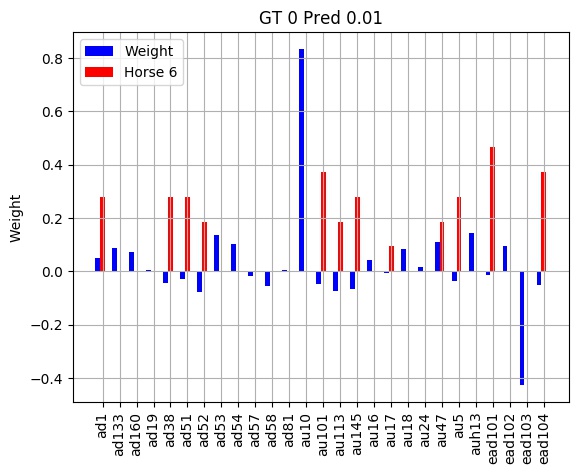 GT 0 Pred 0.01
Weight
Horse 6
Weight
0.8
0.6
0.4
0.2
0.0
−0.2
−0.4
ad1
ad133
ad160
ad19
ad38
ad51
ad52
ad53
ad54
ad57
ad58
ad81
au10
au101
au113
au145
au16
au17
au18
au24
au47
au5
auh13
ead101
ead102
ead103
ead104